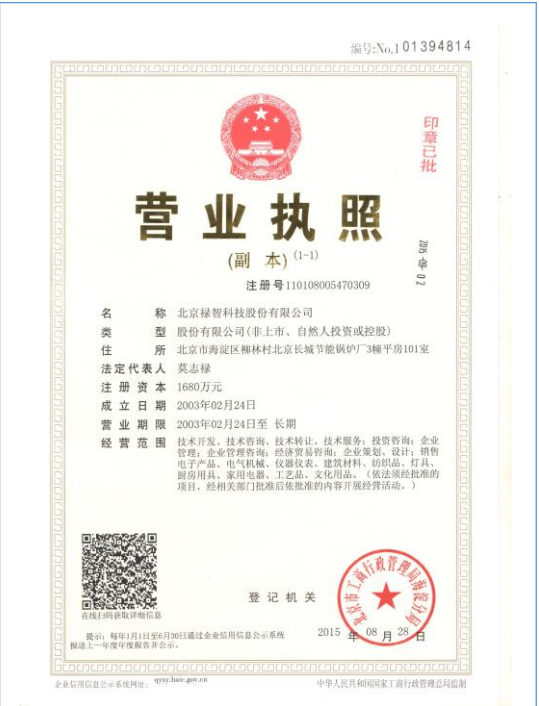 编号:No.1 01394814
印章已批
营业执照
(副 本)(1-1)
注册号110108005470309
名 称 北京禄智科技股份有限公司
类 型 股份有限公司(非上市、自然人投资或控股)
住 所 北京市海淀区柳林村北京长城节能锅炉厂3幢平房101室
法定代表人 莫志禄
注册资本 1680万元
成立日期 2003年02月24日
营业期限 2003年02月24日至 长期
经营范围 技术开发、技术咨询、技术转让、技术服务；投资咨询；企业
管理；企业管理咨询；经济贸易咨询；企业策划、设计；销售
电子产品、电气机械、仪器仪表、建筑材料、纺织品、灯具、
厨房用具、家用电器、工艺品、文化用品。（依法须经批准的
项目，经相关部门批准后依批准的内容开展经营活动。）
在线扫码获取详细信息
登记机关
北京市工商行政管理局海淀分局
提示：每年1月1日至6月30日通过企业信用信息公示系统
报送上一年度年度报告并公示。
2015 年 08 月 28 日
企业信用信息公示系统网址： qyxy.baic.gov.cn
中华人民共和国国家工商行政管理总局监制